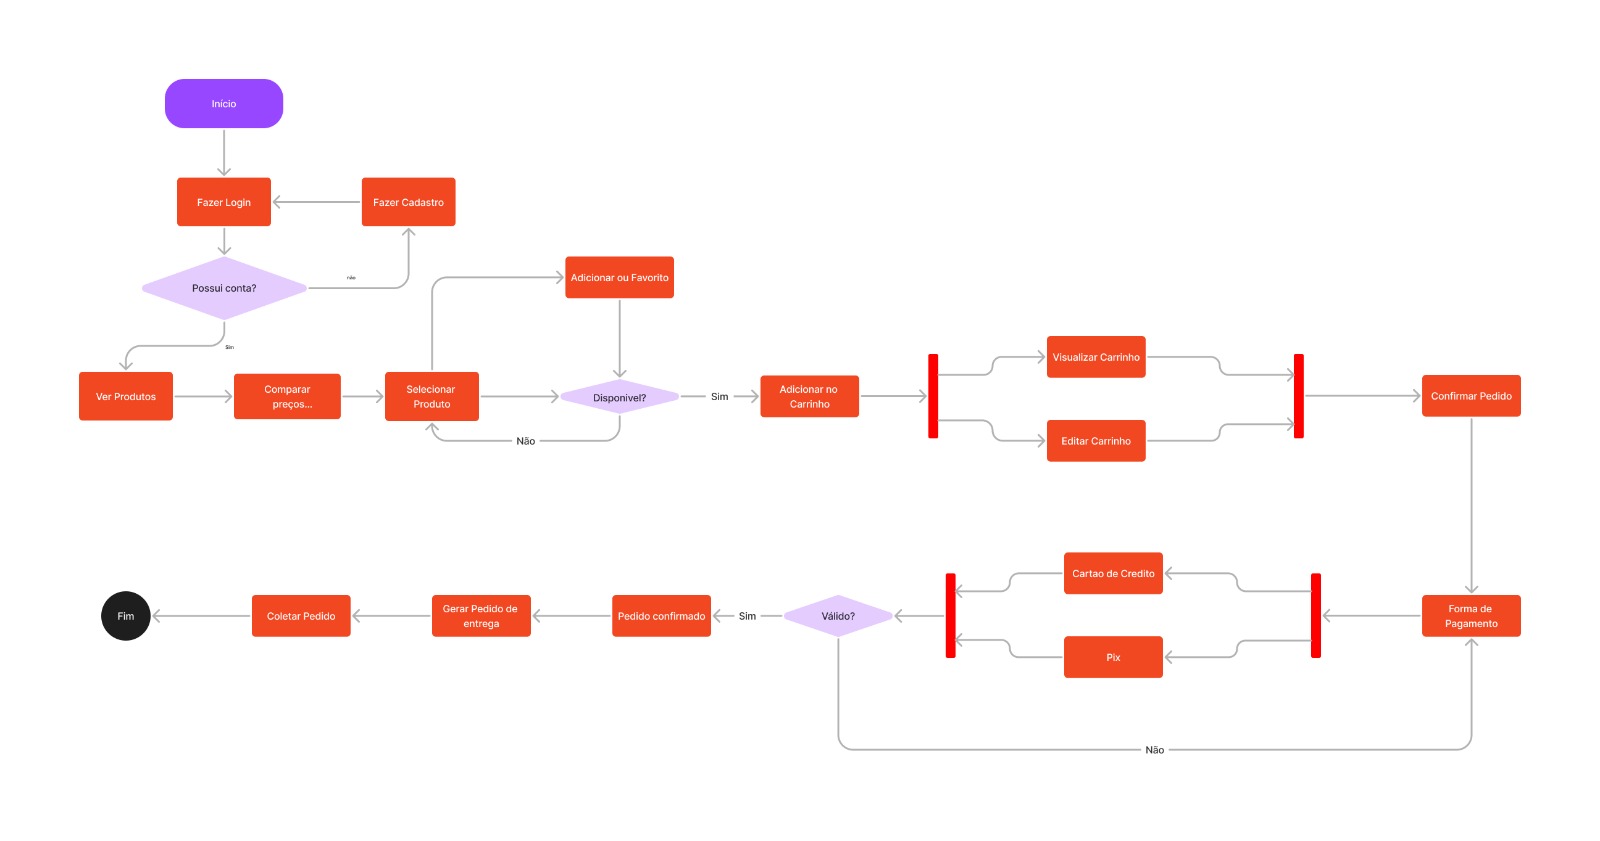 Início
Fazer Login
Fazer Cadastro
Possui conta?
não
Sim
Adicionar ou Favorito
Ver Produtos
Comparar
preços...
Selecionar
Produto
Disponivel?
Sim
Não
Adicionar no
Carrinho
Visualizar Carrinho
Editar Carrinho
Confirmar Pedido
Forma de
Pagamento
Cartao de Credito
Pix
Válido?
Sim
Não
Pedido confirmado
Gerar Pedido de
entrega
Coletar Pedido
Fim